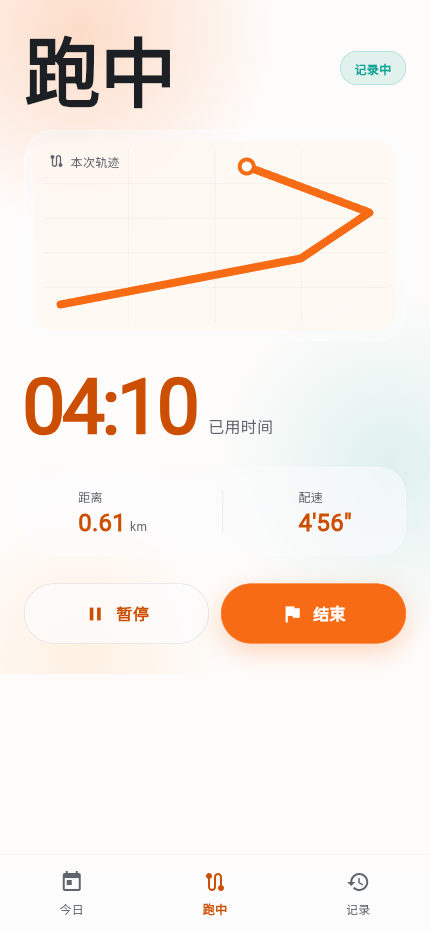 跑中
记录中
本次轨迹
04:10 已用时间
距离 配速
0.61 km 4'56"
暂停 结束
今日 跑中 记录